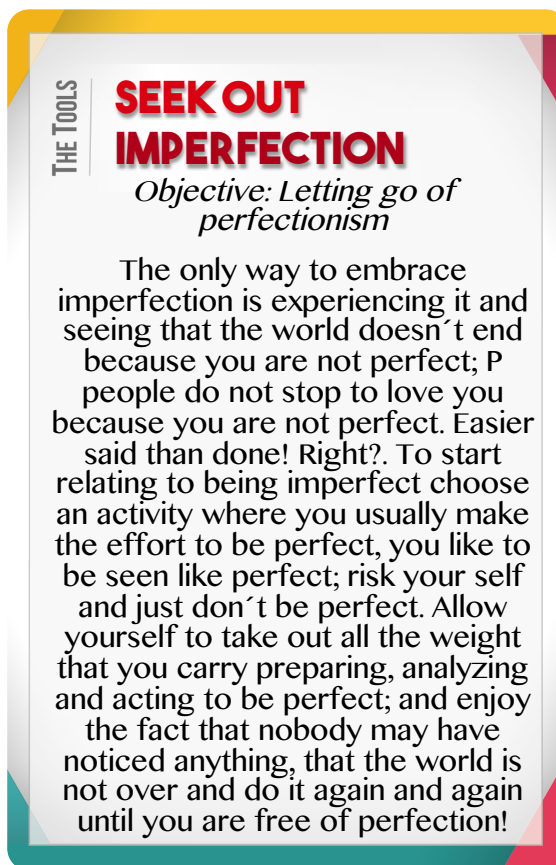 THE TOOLS
SEEK OUT
IMPERFECTION
Objective: Letting go of
perfectionism
The only way to embrace
imperfection is experiencing it and
seeing that the world doesn´t end
because you are not perfect; P
people do not stop to love you
because you are not perfect. Easier
said than done! Right?. To start
relating to being imperfect choose
an activity where you usually make
the effort to be perfect, you like to
be seen like perfect; risk your self
and just don´t be perfect. Allow
yourself to take out all the weight
that you carry preparing, analyzing
and acting to be perfect; and enjoy
the fact that nobody may have
noticed anything, that the world is
not over and do it again and again
until you are free of perfection!